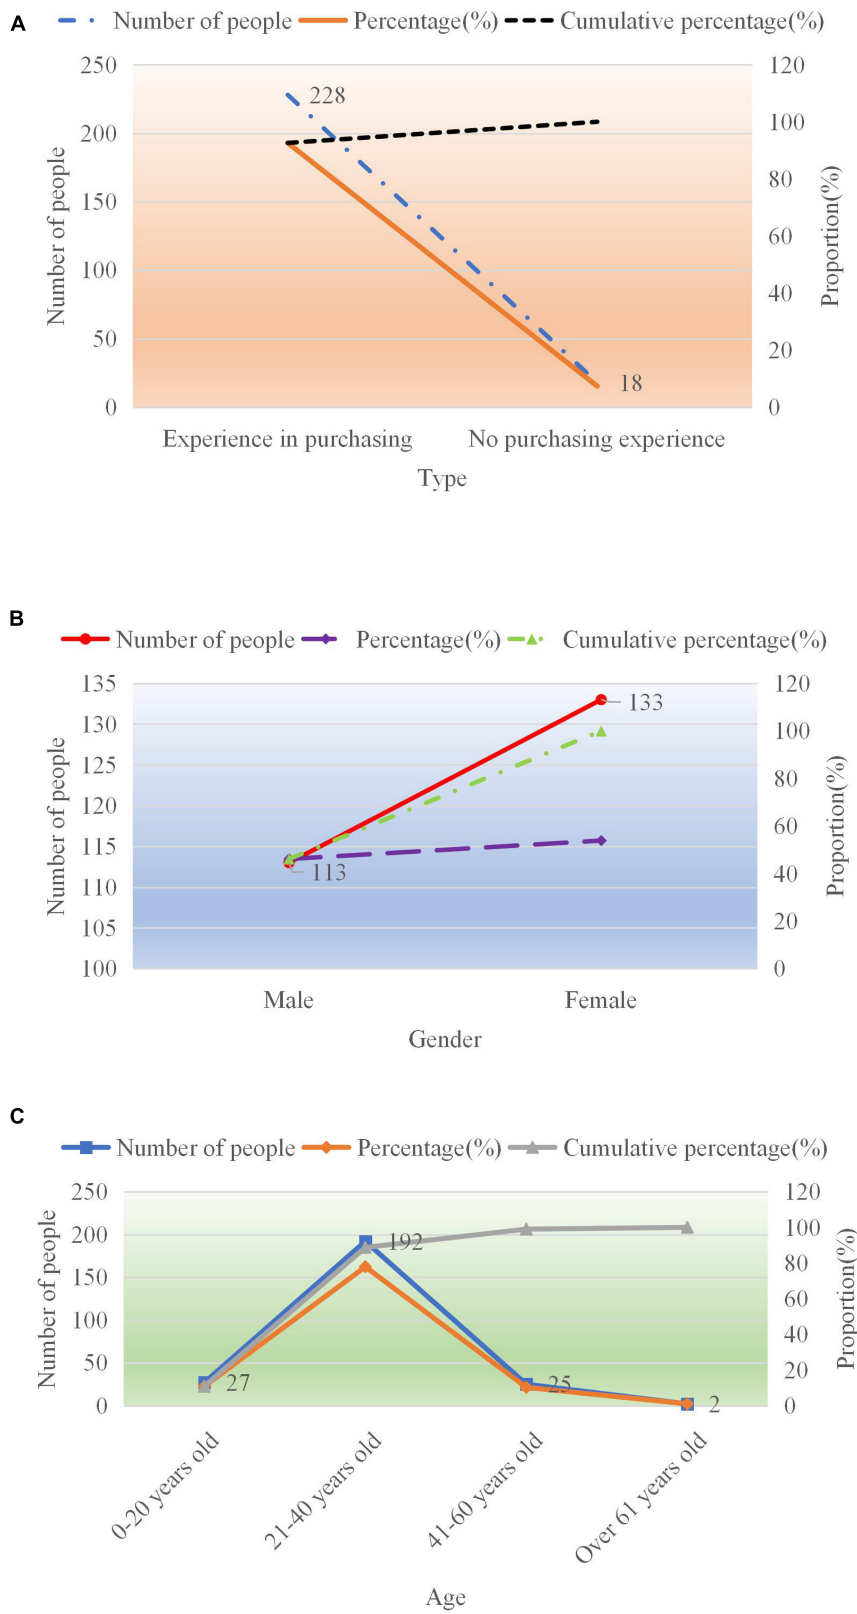 A
Number of people Percentage(%) Cumulative percentage(%)
250 120
228
200 100
80
150
60
100
40
50
20
18
0 0
Number of people
Proportion(%)
Experience in purchasing No purchasing experience
Type
B
Number of people Percentage(%) Cumulative percentage(%)
135 120
133
130
100
125
80
120
60
115
113
40
110
20
105
100 0
Number of people
Proportion(%)
Male Female
Gender
C
Number of people Percentage(%) Cumulative percentage(%)
250 120
200 100
192
80
150
60
100
40
50 20
27 25 2
0 0
Number of people
Proportion(%)
0-20 years old 21-40 years old 41-60 years old Over 61 years old
Age